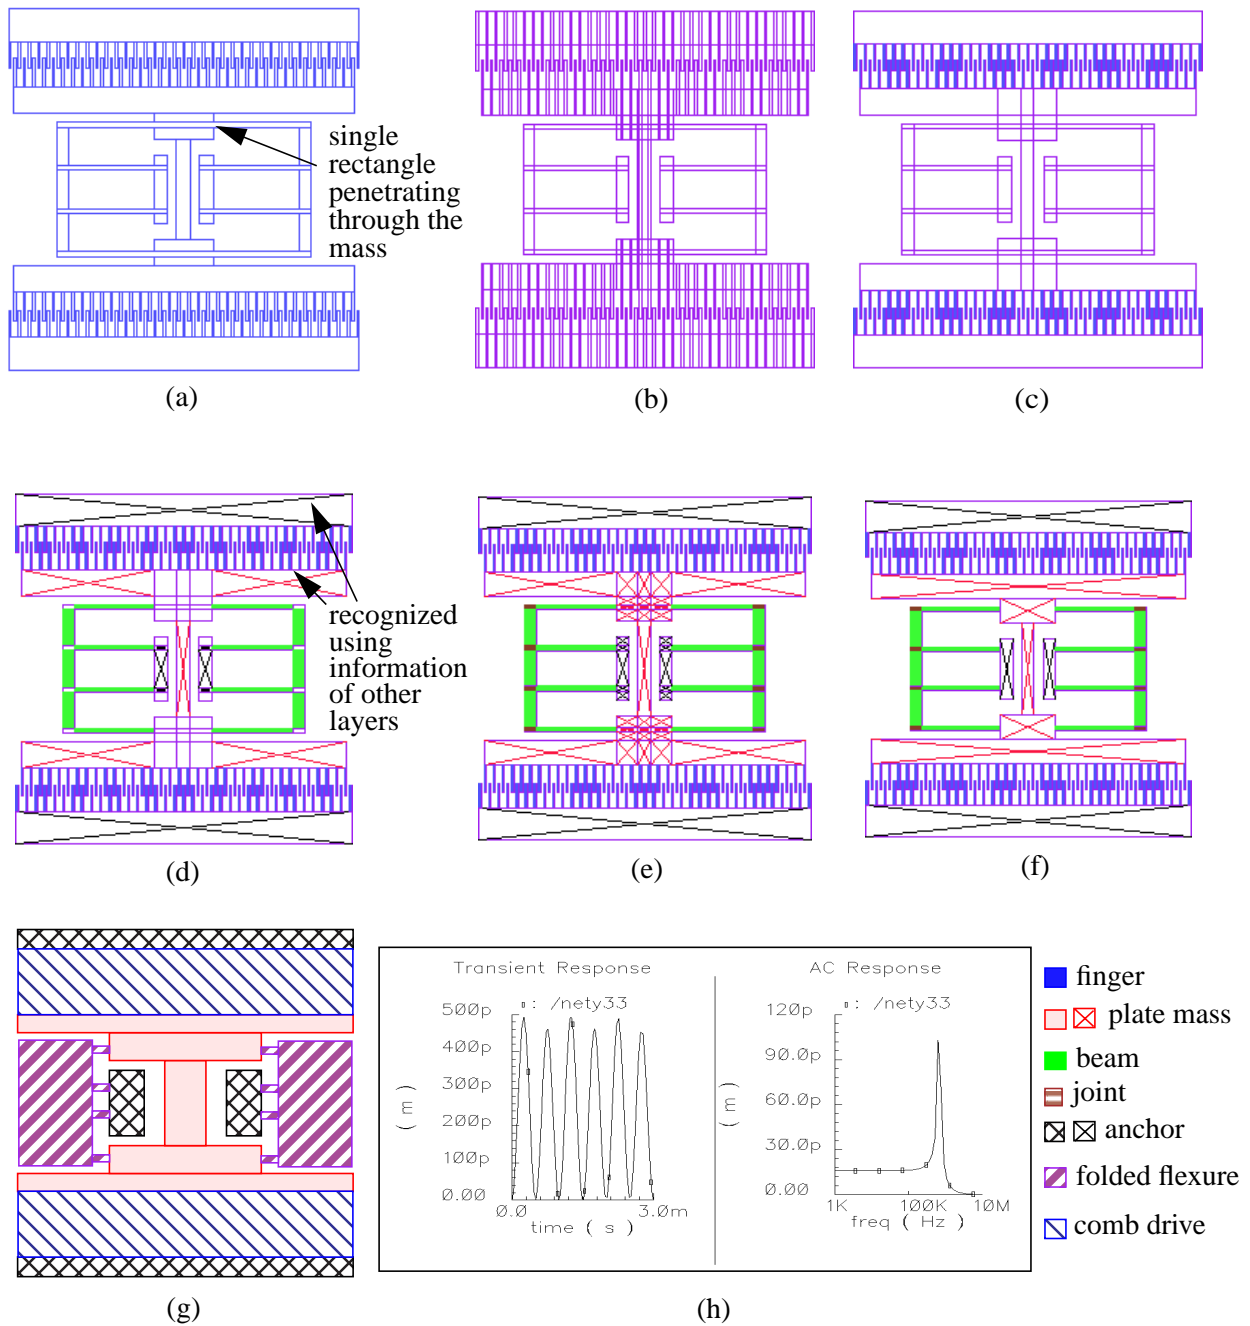 single
rectangle
penetrating
through the
mass
(a)
(b)
(c)
recognized
using
information
of other
layers
(d)
(e)
(f)
(g)
Transient Response
: /nety33
500p
400p
300p
200p
100p
0.00
( m )
0.0
3.0m
time ( s )
AC Response
: /nety33
120p
90.0p
60.0p
30.0p
0.00
( m )
1K
100K
10M
freq ( Hz )
(h)
finger
plate mass
beam
joint
anchor
folded flexure
comb drive